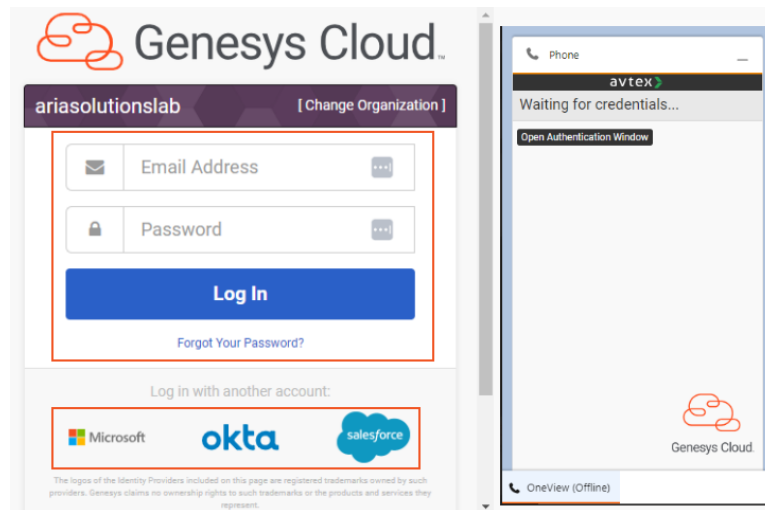 Genesys Cloud™
ariasolutionslab
[ Change Organization ]
Email Address
Password
Log In
Forgot Your Password?
Log in with another account:
Microsoft
okta
salesforce
The logos of the Identity Providers included on this page are registered trademarks owned by such
providers. Genesys claims no ownership rights to such trademarks or the products and services they
represent.
Phone
avtex
Waiting for credentials...
Open Authentication Window
Genesys Cloud
OneView (Offline)